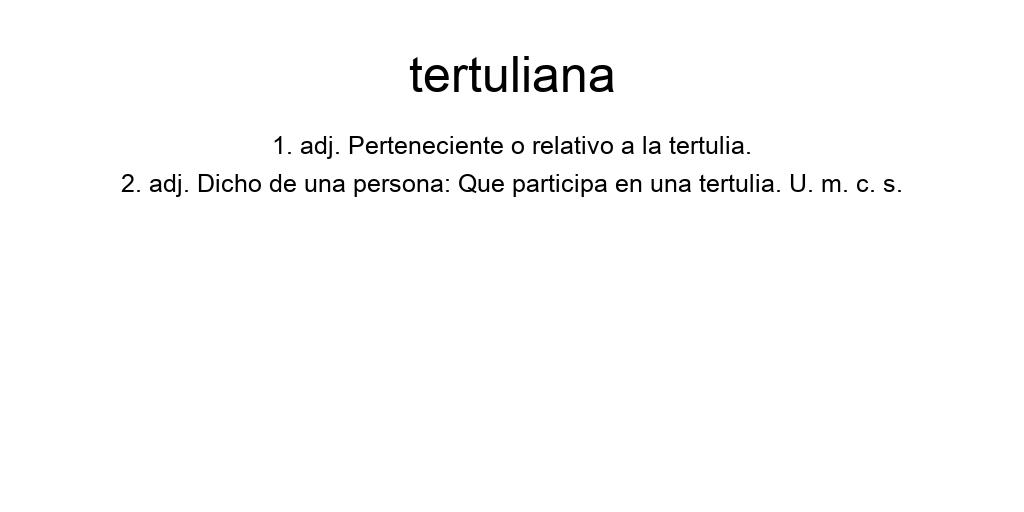 tertuliana
1. adj. Perteneciente o relativo a la tertulia.
2. adj. Dicho de una persona: Que participa en una tertulia. U. m. c. s.